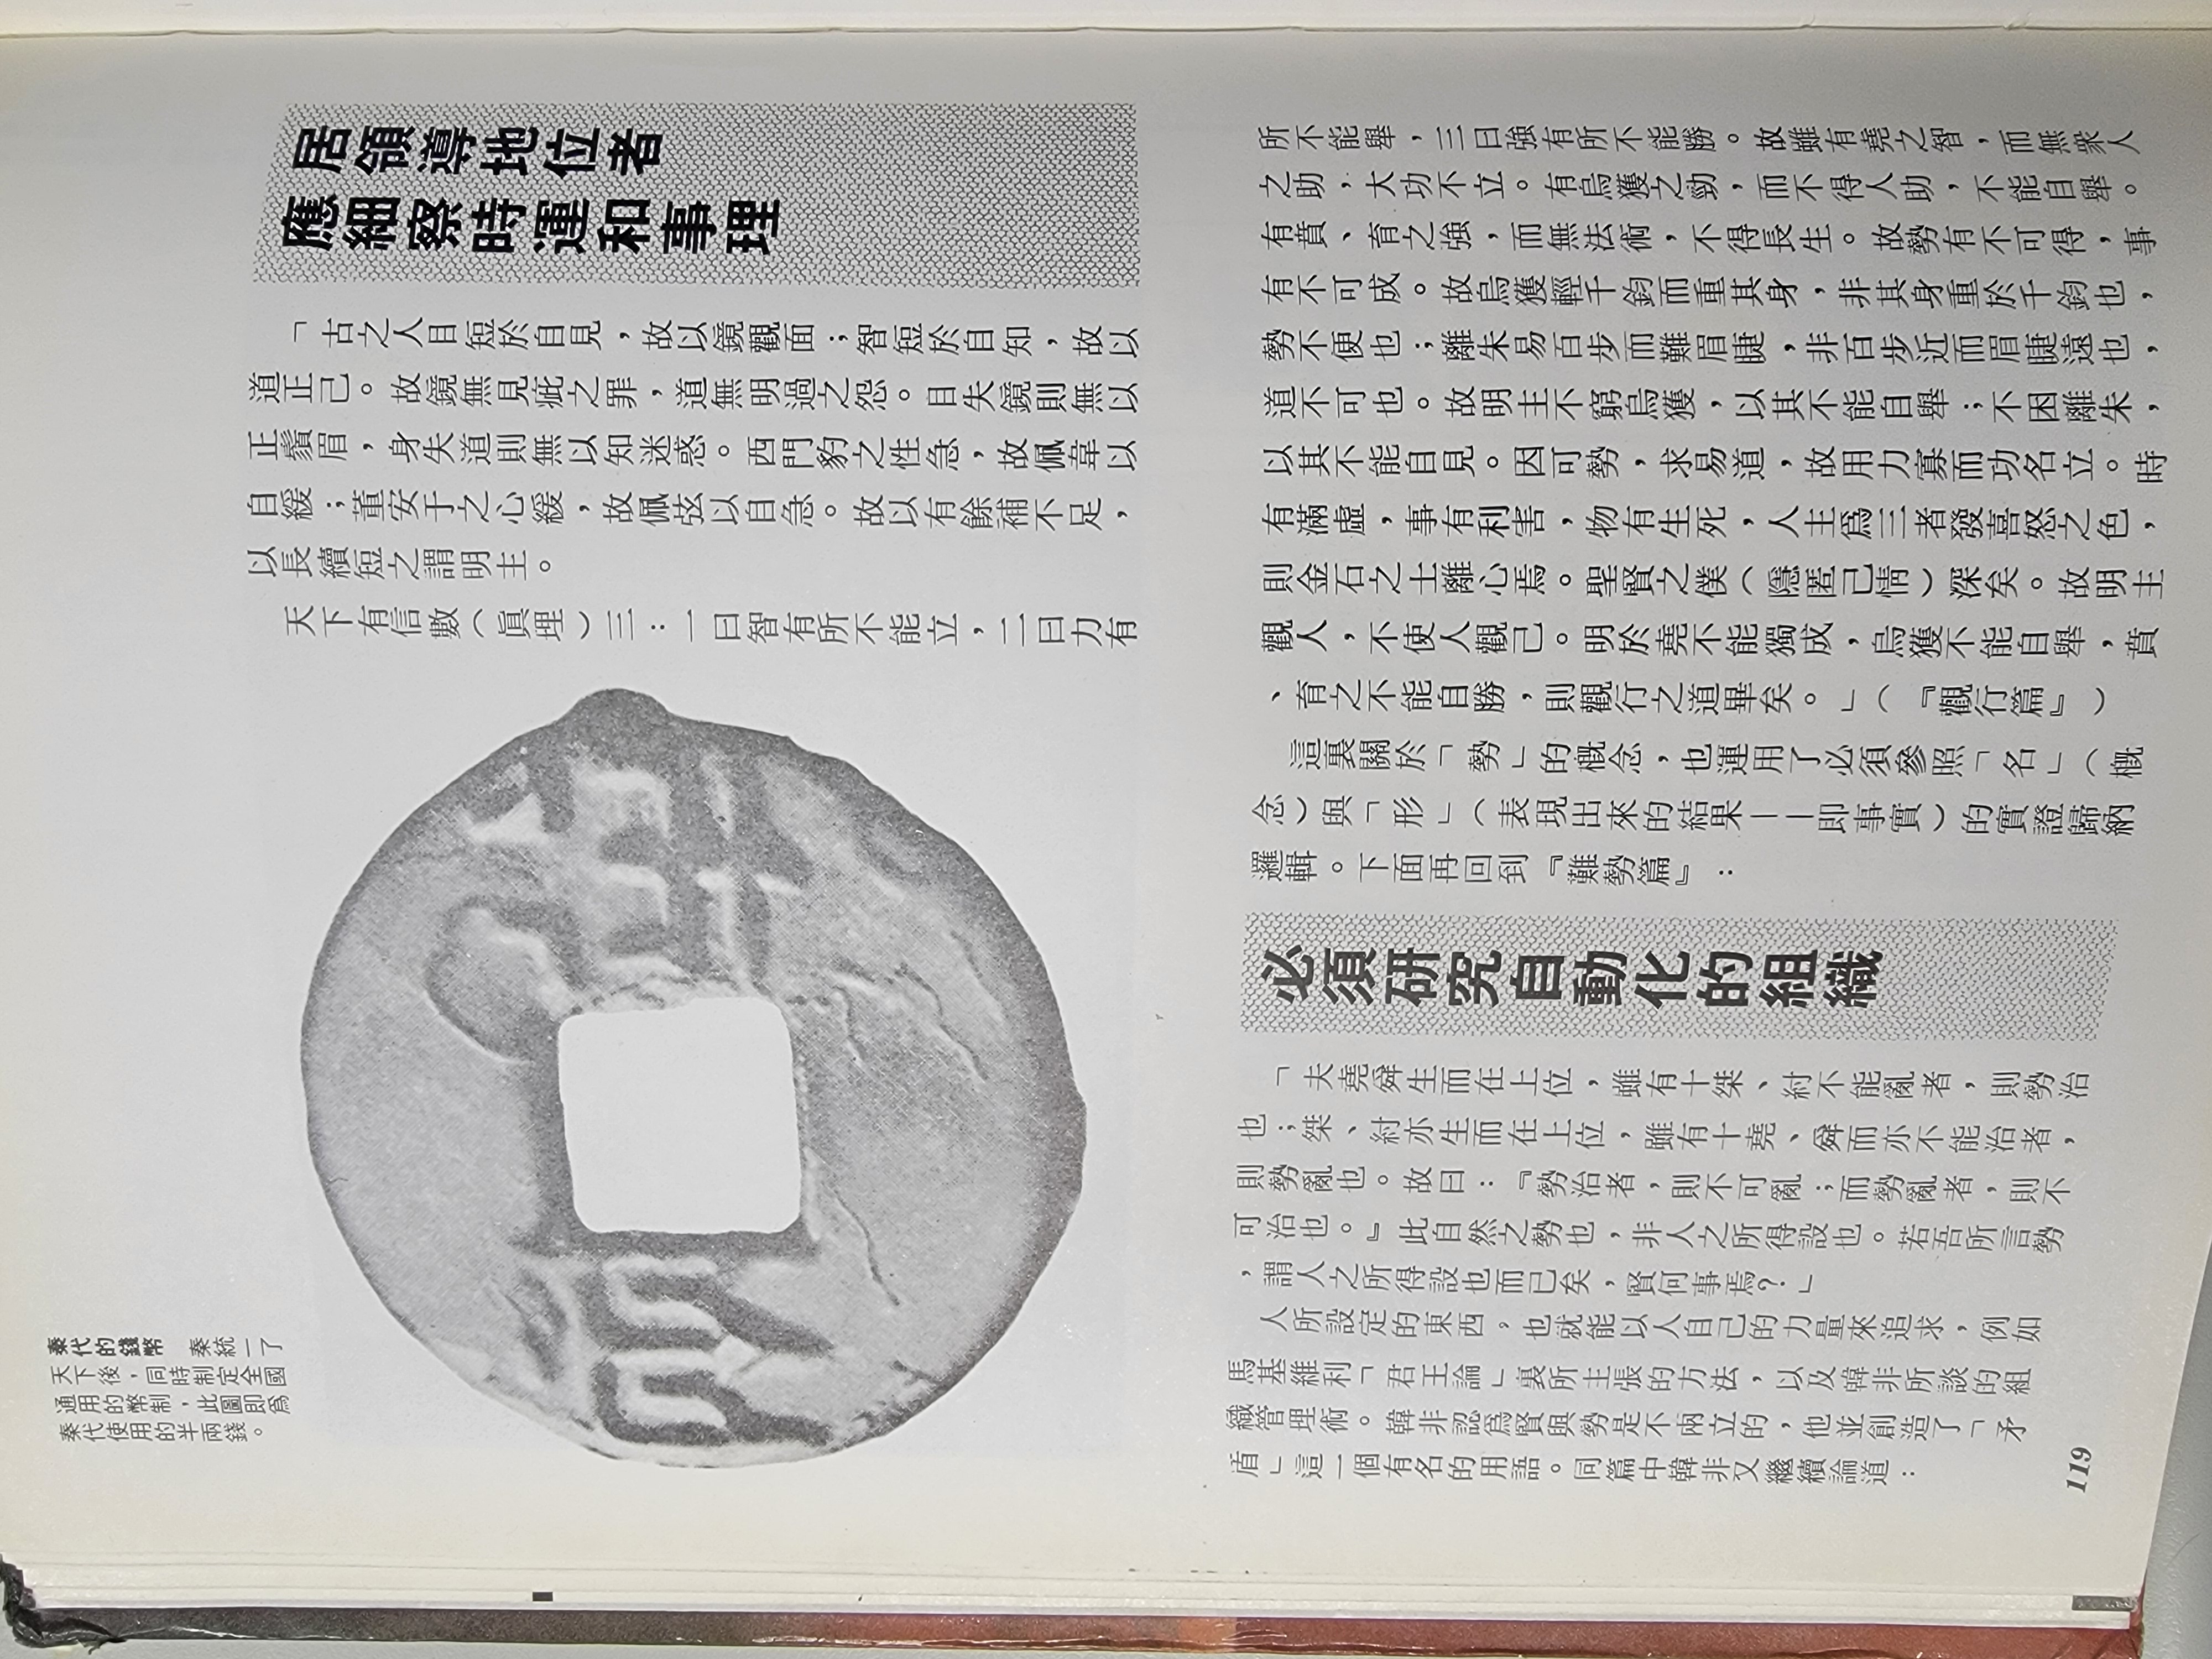 居領導地位者
應細察時運和事理
「古之人目短於自見，故以鏡觀面；智短於自知，故以
道正己。故鏡無見疵之罪，道無明過之怨。目失鏡則無以
正鬚眉，身失道則無以知迷惑。西門豹之性急，故佩韋以
自緩；董安于之心緩，故佩弦以自急。故以有餘補不足，
以長續短之謂明主。
天下有信數（眞理）三：一曰智有所不能立，二曰力有
半兩
秦代的錢幣　秦統一了
天下後，同時制定全國
通用的幣制，此圖即爲
秦代使用的半兩錢。
所不能舉，三曰強有所不能勝。故雖有堯之智，而無衆人
之助，大功不立。有烏獲之勁，而不得人助，不能自舉。
有賁、育之強，而無法術，不得長生。故勢有不可得，事
有不可成。故烏獲輕千鈞而重其身，非其身重於千鈞也，
勢不便也；離朱易百步而難眉睫，非百步近而眉睫遠也，
道不可也。故明主不窮烏獲，以其不能自舉；不困離朱，
以其不能自見。因可勢，求易道，故用力寡而功名立。時
有滿虛，事有利害，物有生死，人主爲三者發喜怒之色，
則金石之士離心焉。聖賢之僕（隱匿己情）深矣。故明主
觀人，不使人觀己。明於堯不能獨成，烏獲不能自舉，賁
、育之不能自勝，則觀行之道畢矣。」（『觀行篇』）
這裏關於「勢」的概念，也運用了必須參照「名」（概
念）與「形」（表現出來的結果——即事實）的實證歸納
邏輯。下面再回到『難勢篇』：
必須研究自動化的組織
「夫堯舜生而在上位，雖有十桀、紂不能亂者，則勢治
也；桀、紂亦生而在上位，雖有十堯、舜而亦不能治者，
則勢亂也。故曰：『勢治者，則不可亂；而勢亂者，則不
可治也。』此自然之勢也，非人之所得設也。若吾所言勢
，謂人之所得設也而已矣，賢何事焉？」
人所設定的東西，也就能以人自己的力量來追求，例如
馬基維利「君王論」裏所主張的方法，以及韓非所談的組
織管理術。韓非認爲賢與勢是不兩立的，他並創造了「矛
盾」這一個有名的用語。同篇中韓非又繼續論道：
119